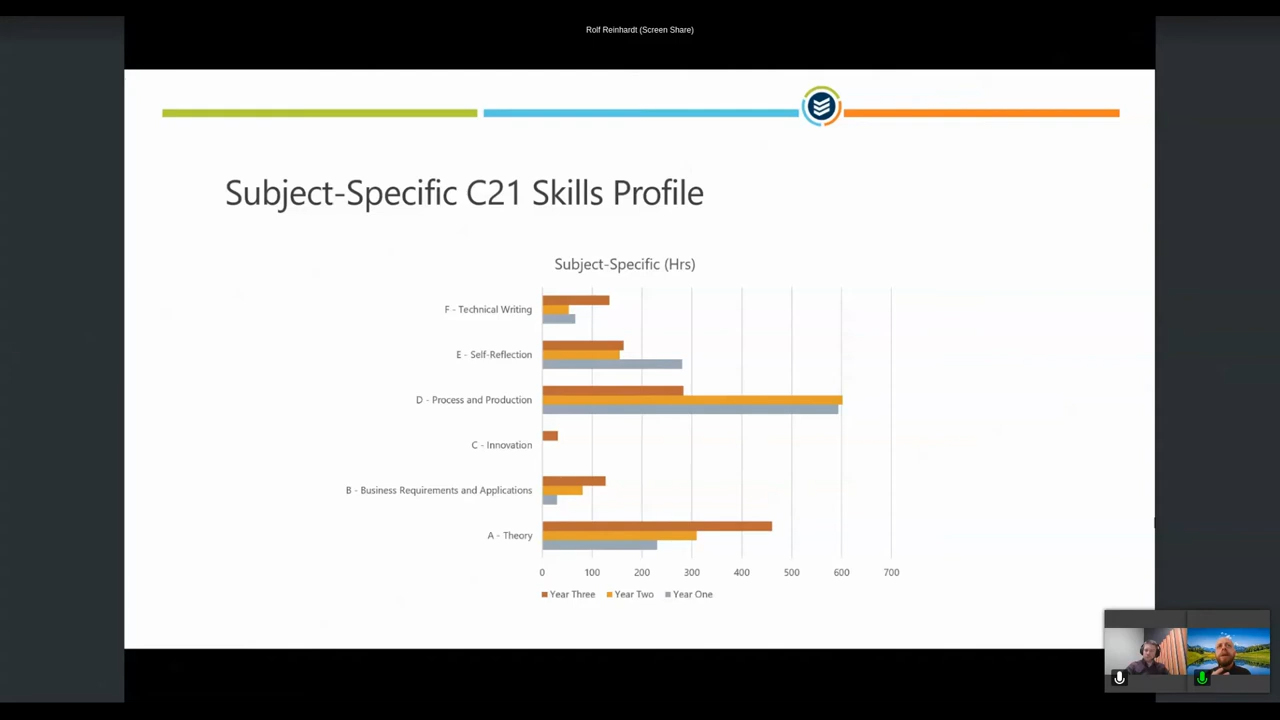 Rolf Reinhardt (Screen Share)
Subject-Specific C21 Skills Profile
Subject-Specific (Hrs)
F - Technical Writing
E - Self-Reflection
D - Process and Production
C - Innovation
B - Business Requirements and Applications
A - Theory
0 100 200 300 400 500 600 700
Year Three Year Two Year One